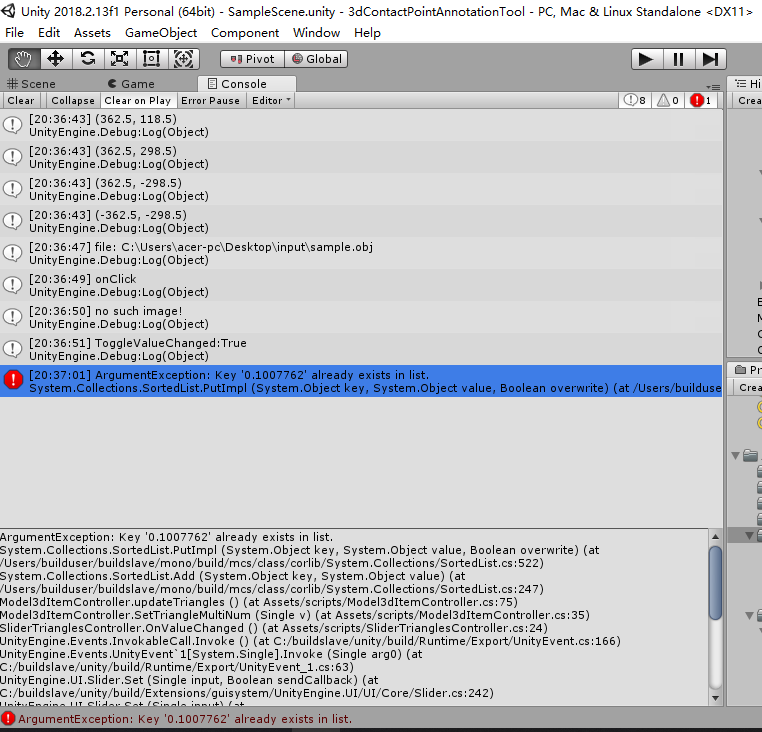 Unity 2018.2.13f1 Personal (64bit) - SampleScene.unity - 3dContactPointAnnotationTool - PC, Mac & Linux Standalone <DX11>
File Edit Assets GameObject Component Window Help
Pivot Global
Scene Game Console Hi
Clear Collapse Clear on Play Error Pause Editor 8 0 1 Crea
[20:36:43] (362.5, 118.5)
UnityEngine.Debug:Log(Object)
[20:36:43] (362.5, 298.5)
UnityEngine.Debug:Log(Object)
[20:36:43] (362.5, -298.5)
UnityEngine.Debug:Log(Object)
[20:36:43] (-362.5, -298.5)
UnityEngine.Debug:Log(Object)
[20:36:47] file: C:\Users\acer-pc\Desktop\input\sample.obj
UnityEngine.Debug:Log(Object)
[20:36:49] onClick
UnityEngine.Debug:Log(Object)
[20:36:50] no such image!
UnityEngine.Debug:Log(Object)
[20:36:51] ToggleValueChanged:True
UnityEngine.Debug:Log(Object)
[20:37:01] ArgumentException: Key '0.1007762' already exists in list.
System.Collections.SortedList.PutImpl (System.Object key, System.Object value, Boolean overwrite) (at /Users/builduse
Pr
Crea
ArgumentException: Key '0.1007762' already exists in list.
System.Collections.SortedList.PutImpl (System.Object key, System.Object value, Boolean overwrite) (at
/Users/builduser/buildslave/mono/build/mcs/class/corlib/System.Collections/SortedList.cs:522)
System.Collections.SortedList.Add (System.Object key, System.Object value) (at
/Users/builduser/buildslave/mono/build/mcs/class/corlib/System.Collections/SortedList.cs:247)
Model3dItemController.updateTriangles () (at Assets/scripts/Model3dItemController.cs:75)
Model3dItemController.SetTriangleMultiNum (Single v) (at Assets/scripts/Model3dItemController.cs:35)
SliderTrianglesController.OnValueChanged () (at Assets/scripts/SliderTrianglesController.cs:24)
UnityEngine.Events.InvokableCall.Invoke () (at C:/buildslave/unity/build/Runtime/Export/UnityEvent.cs:166)
UnityEngine.Events.UnityEvent`1[System.Single].Invoke (Single arg0) (at
C:/buildslave/unity/build/Runtime/Export/UnityEvent_1.cs:63)
UnityEngine.UI.Slider.Set (Single input, Boolean sendCallback) (at
C:/buildslave/unity/build/Extensions/guisystem/UnityEngine.UI/UI/Core/Slider.cs:242)
UnityEngine.UI.Slider.Set (Single input) (at
ArgumentException: Key '0.1007762' already exists in list.